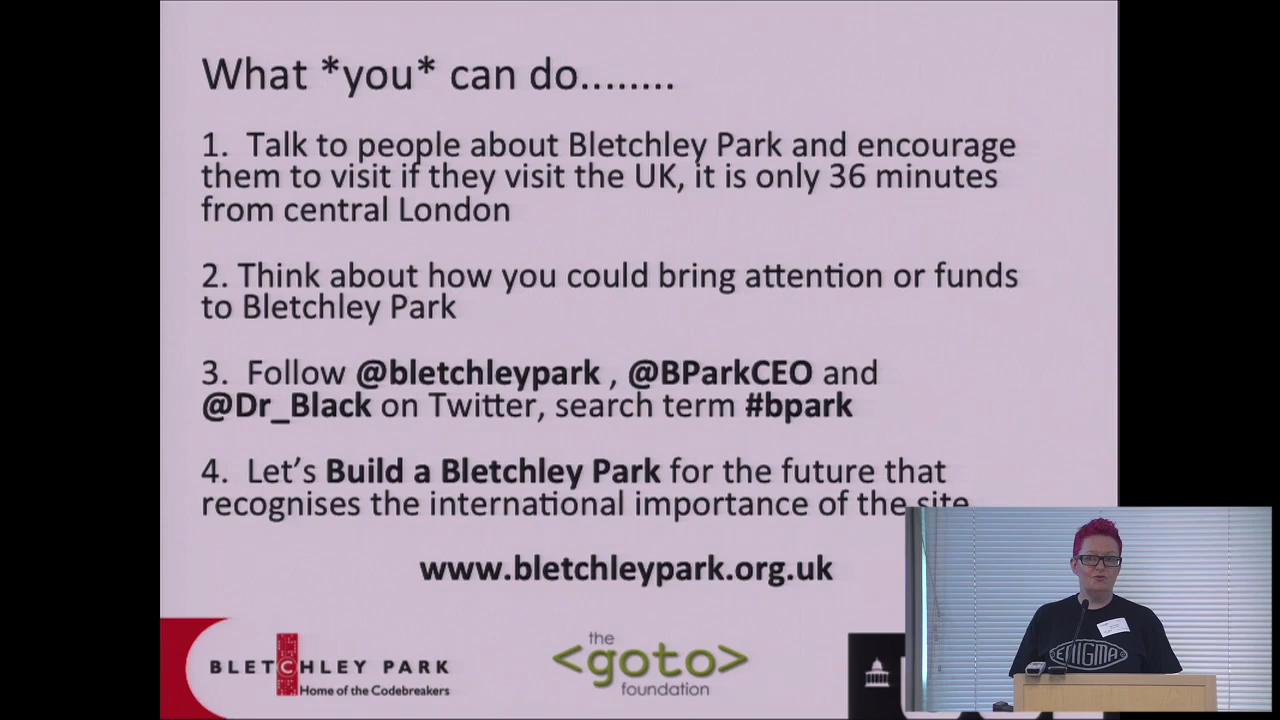 What *you* can do........
1. Talk to people about Bletchley Park and encourage
them to visit if they visit the UK, it is only 36 minutes
from central London
2. Think about how you could bring attention or funds
to Bletchley Park
3. Follow @bletchleypark , @BParkCEO and
@Dr_Black on Twitter, search term #bpark
4. Let's Build a Bletchley Park for the future that
recognises the international importance of the site
www.bletchleypark.org.uk
BLETCHLEY PARK
Home of the Codebreakers
the
<goto>
foundation
ENIGMA